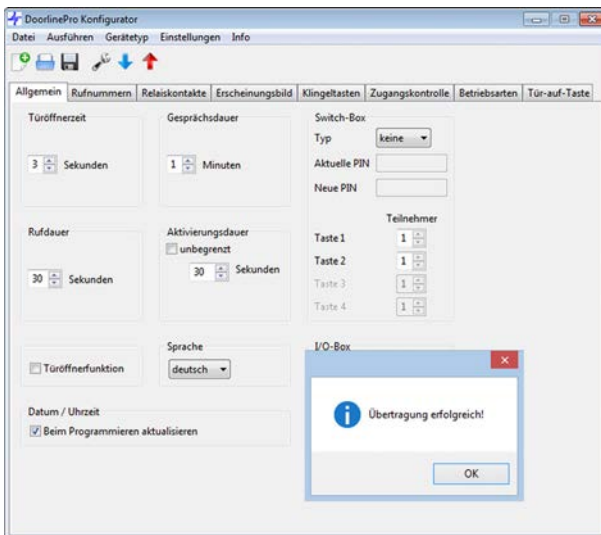 DoorlinePro Konfigurator
Datei Ausführen Gerätetyp Einstellungen Info
Allgemein Rufnummern Relaiskontakte Erscheinungsbild Klingeltasten Zugangskontrolle Betriebsarten Tür-auf-Taste
Türöffnerzeit
3 Sekunden
Gesprächsdauer
1 Minuten
Switch-Box
Typ keine
Aktuelle PIN
Neue PIN
Teilnehmer
Taste 1 1
Taste 2 1
Taste 3 1
Taste 4 1
Rufdauer
30 Sekunden
Aktivierungsdauer
unbegrenzt
30 Sekunden
Türöffnerfunktion
Sprache
deutsch
I/O-Box
Datum / Uhrzeit
Beim Programmieren aktualisieren
Übertragung erfolgreich!
OK